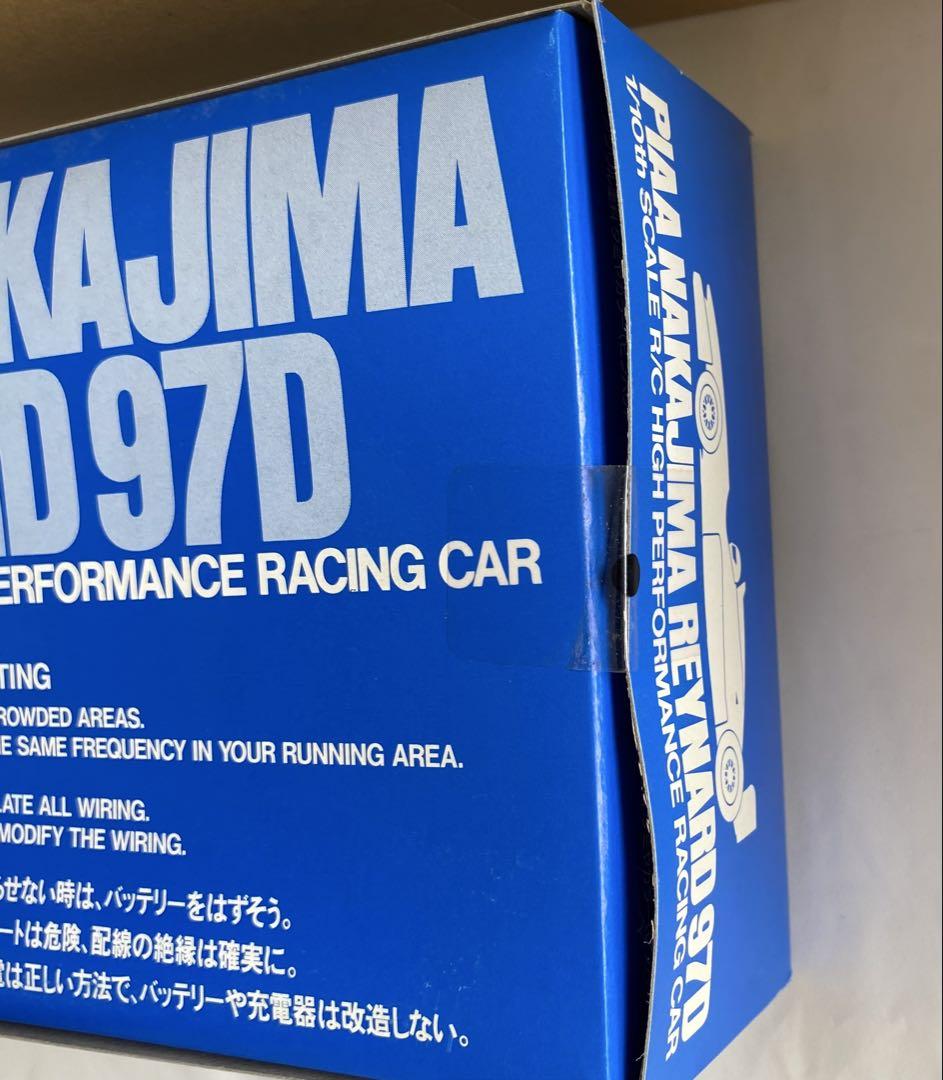 KAJIMA
D 97D
ERFORMANCE RACING CAR
TING
ROWDED AREAS.
E SAME FREQUENCY IN YOUR RUNNING AREA.
LATE ALL WIRING.
MODIFY THE WIRING.
らせない時は、バッテリーをはずそう。
ートは危険、配線の絶縁は確実に。
電は正しい方法で、バッテリーや充電器は改造しない。
PIAA NAKAJIMA REYNARD 97D
1/10th SCALE R/C HIGH PERFORMANCE RACING CAR